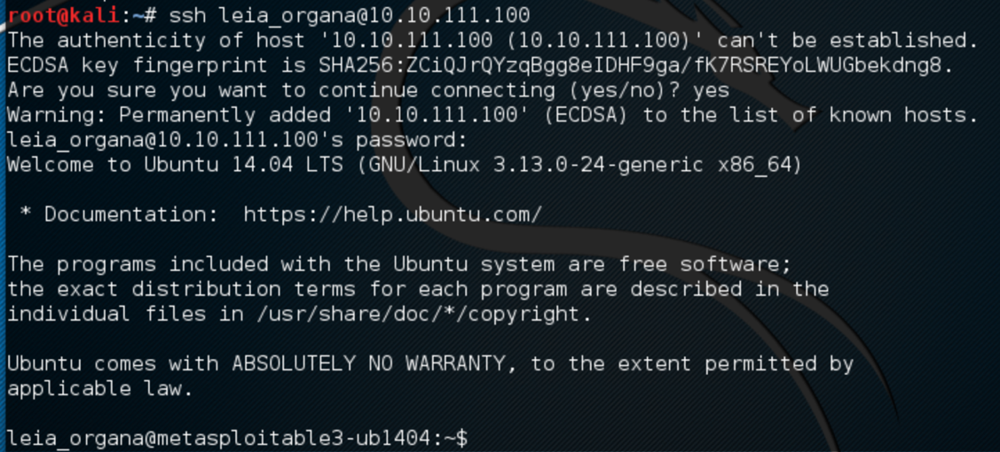 root@kali:~# ssh leia_organa@10.10.111.100
The authenticity of host '10.10.111.100 (10.10.111.100)' can't be established.
ECDSA key fingerprint is SHA256:ZCiQJrQYzqBgg8eIDHF9ga/fK7RSREYoLWUGbekdng8.
Are you sure you want to continue connecting (yes/no)? yes
Warning: Permanently added '10.10.111.100' (ECDSA) to the list of known hosts.
leia_organa@10.10.111.100's password:
Welcome to Ubuntu 14.04 LTS (GNU/Linux 3.13.0-24-generic x86_64)
 * Documentation:  https://help.ubuntu.com/
The programs included with the Ubuntu system are free software;
the exact distribution terms for each program are described in the
individual files in /usr/share/doc/*/copyright.
Ubuntu comes with ABSOLUTELY NO WARRANTY, to the extent permitted by
applicable law.
leia_organa@metasploitable3-ub1404:~$